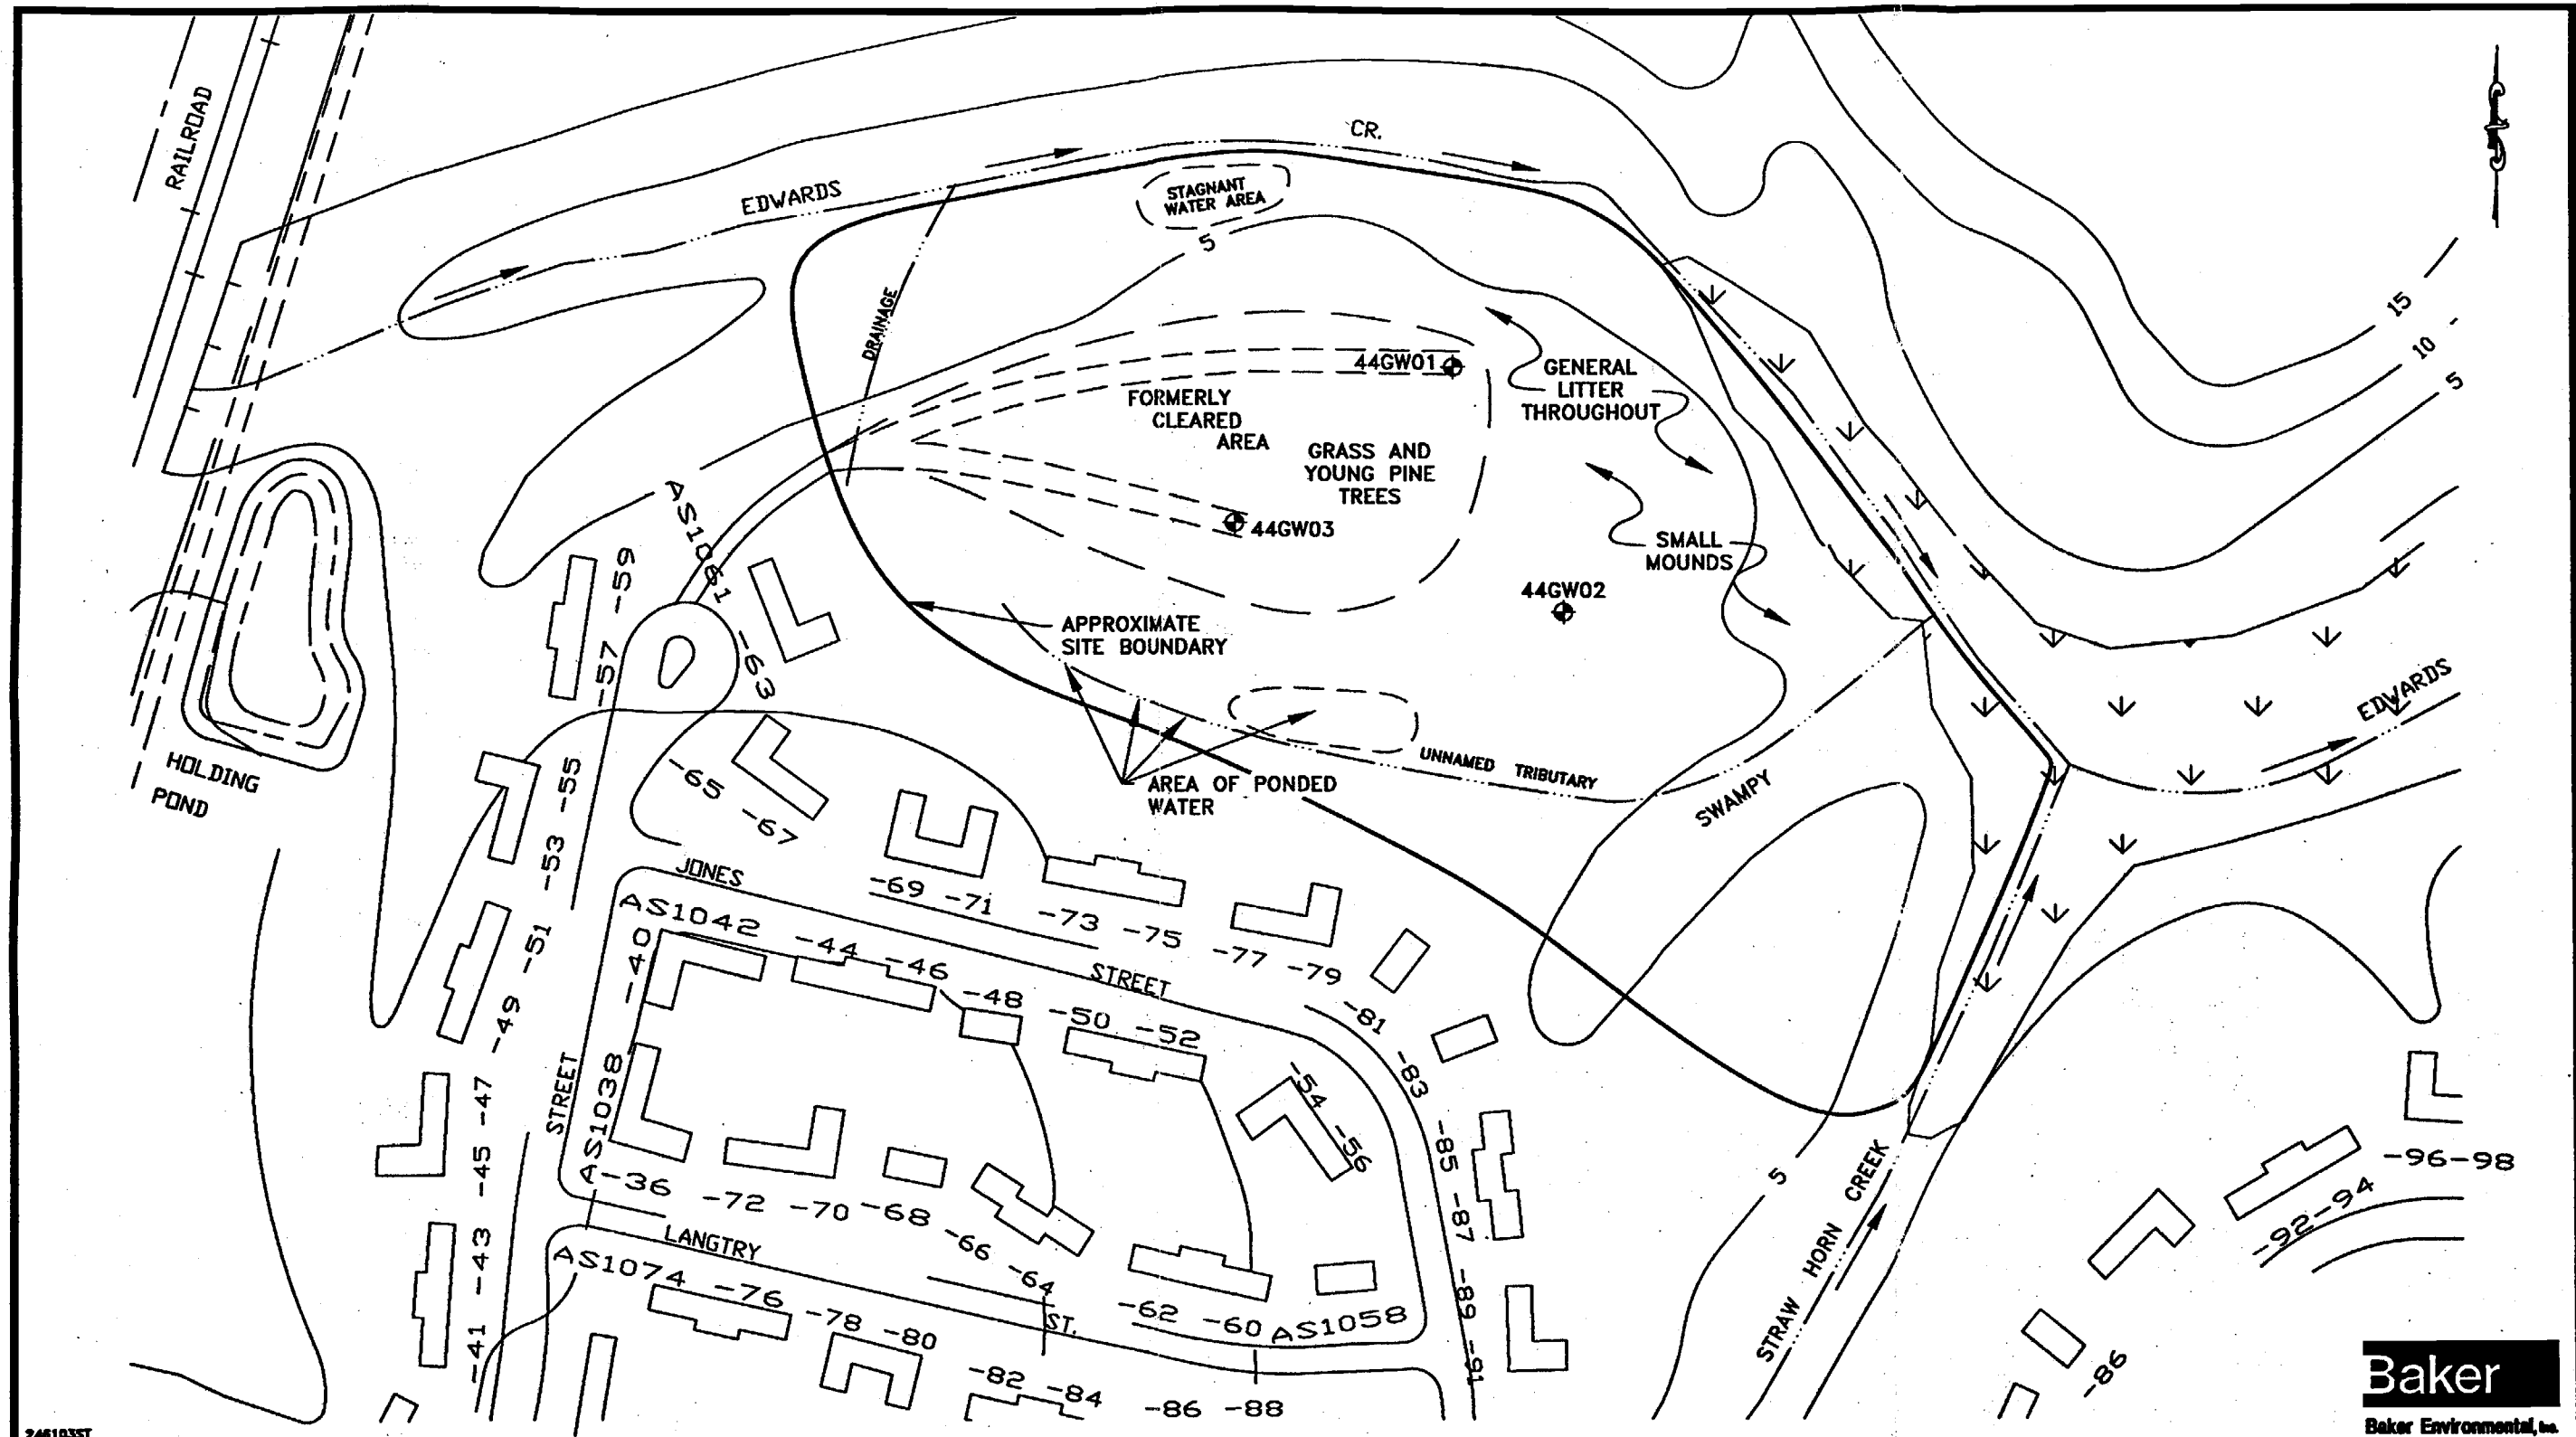 RAILROAD
EDWARDS
CR.
STAGNANT
WATER AREA
5
DRAINAGE
15
10
5
44GW01
GENERAL
LITTER
THROUGHOUT
FORMERLY
CLEARED
AREA
GRASS AND
YOUNG PINE
TREES
44GW03
SMALL
MOUNDS
44GW02
APPROXIMATE
SITE BOUNDARY
AREA OF PONDED
WATER
UNNAMED TRIBUTARY
SWAMPY
EDWARDS
HOLDING
POND
AS1061 -63
-65 -67
-69 -71 -73 -75 -77 -79
-81 -83 -85 -87 -89 -91
-41 -43 -45 -47 -49 -51 -53 -55 -57 -59
JONES
STREET
AS1042 -44 -46 -48 -50 -52
-54 -56
STREET
AS1038 -40
A-36 -72 -70 -68 -66 -64 -62 -60 AS1058
LANGTRY
ST.
AS1074 -76 -78 -80 -82 -84 -86 -88
5
STRAW HORN CREEK
-96-98
-92-94
-86
Baker
Baker Environmental, Inc.
246103ST